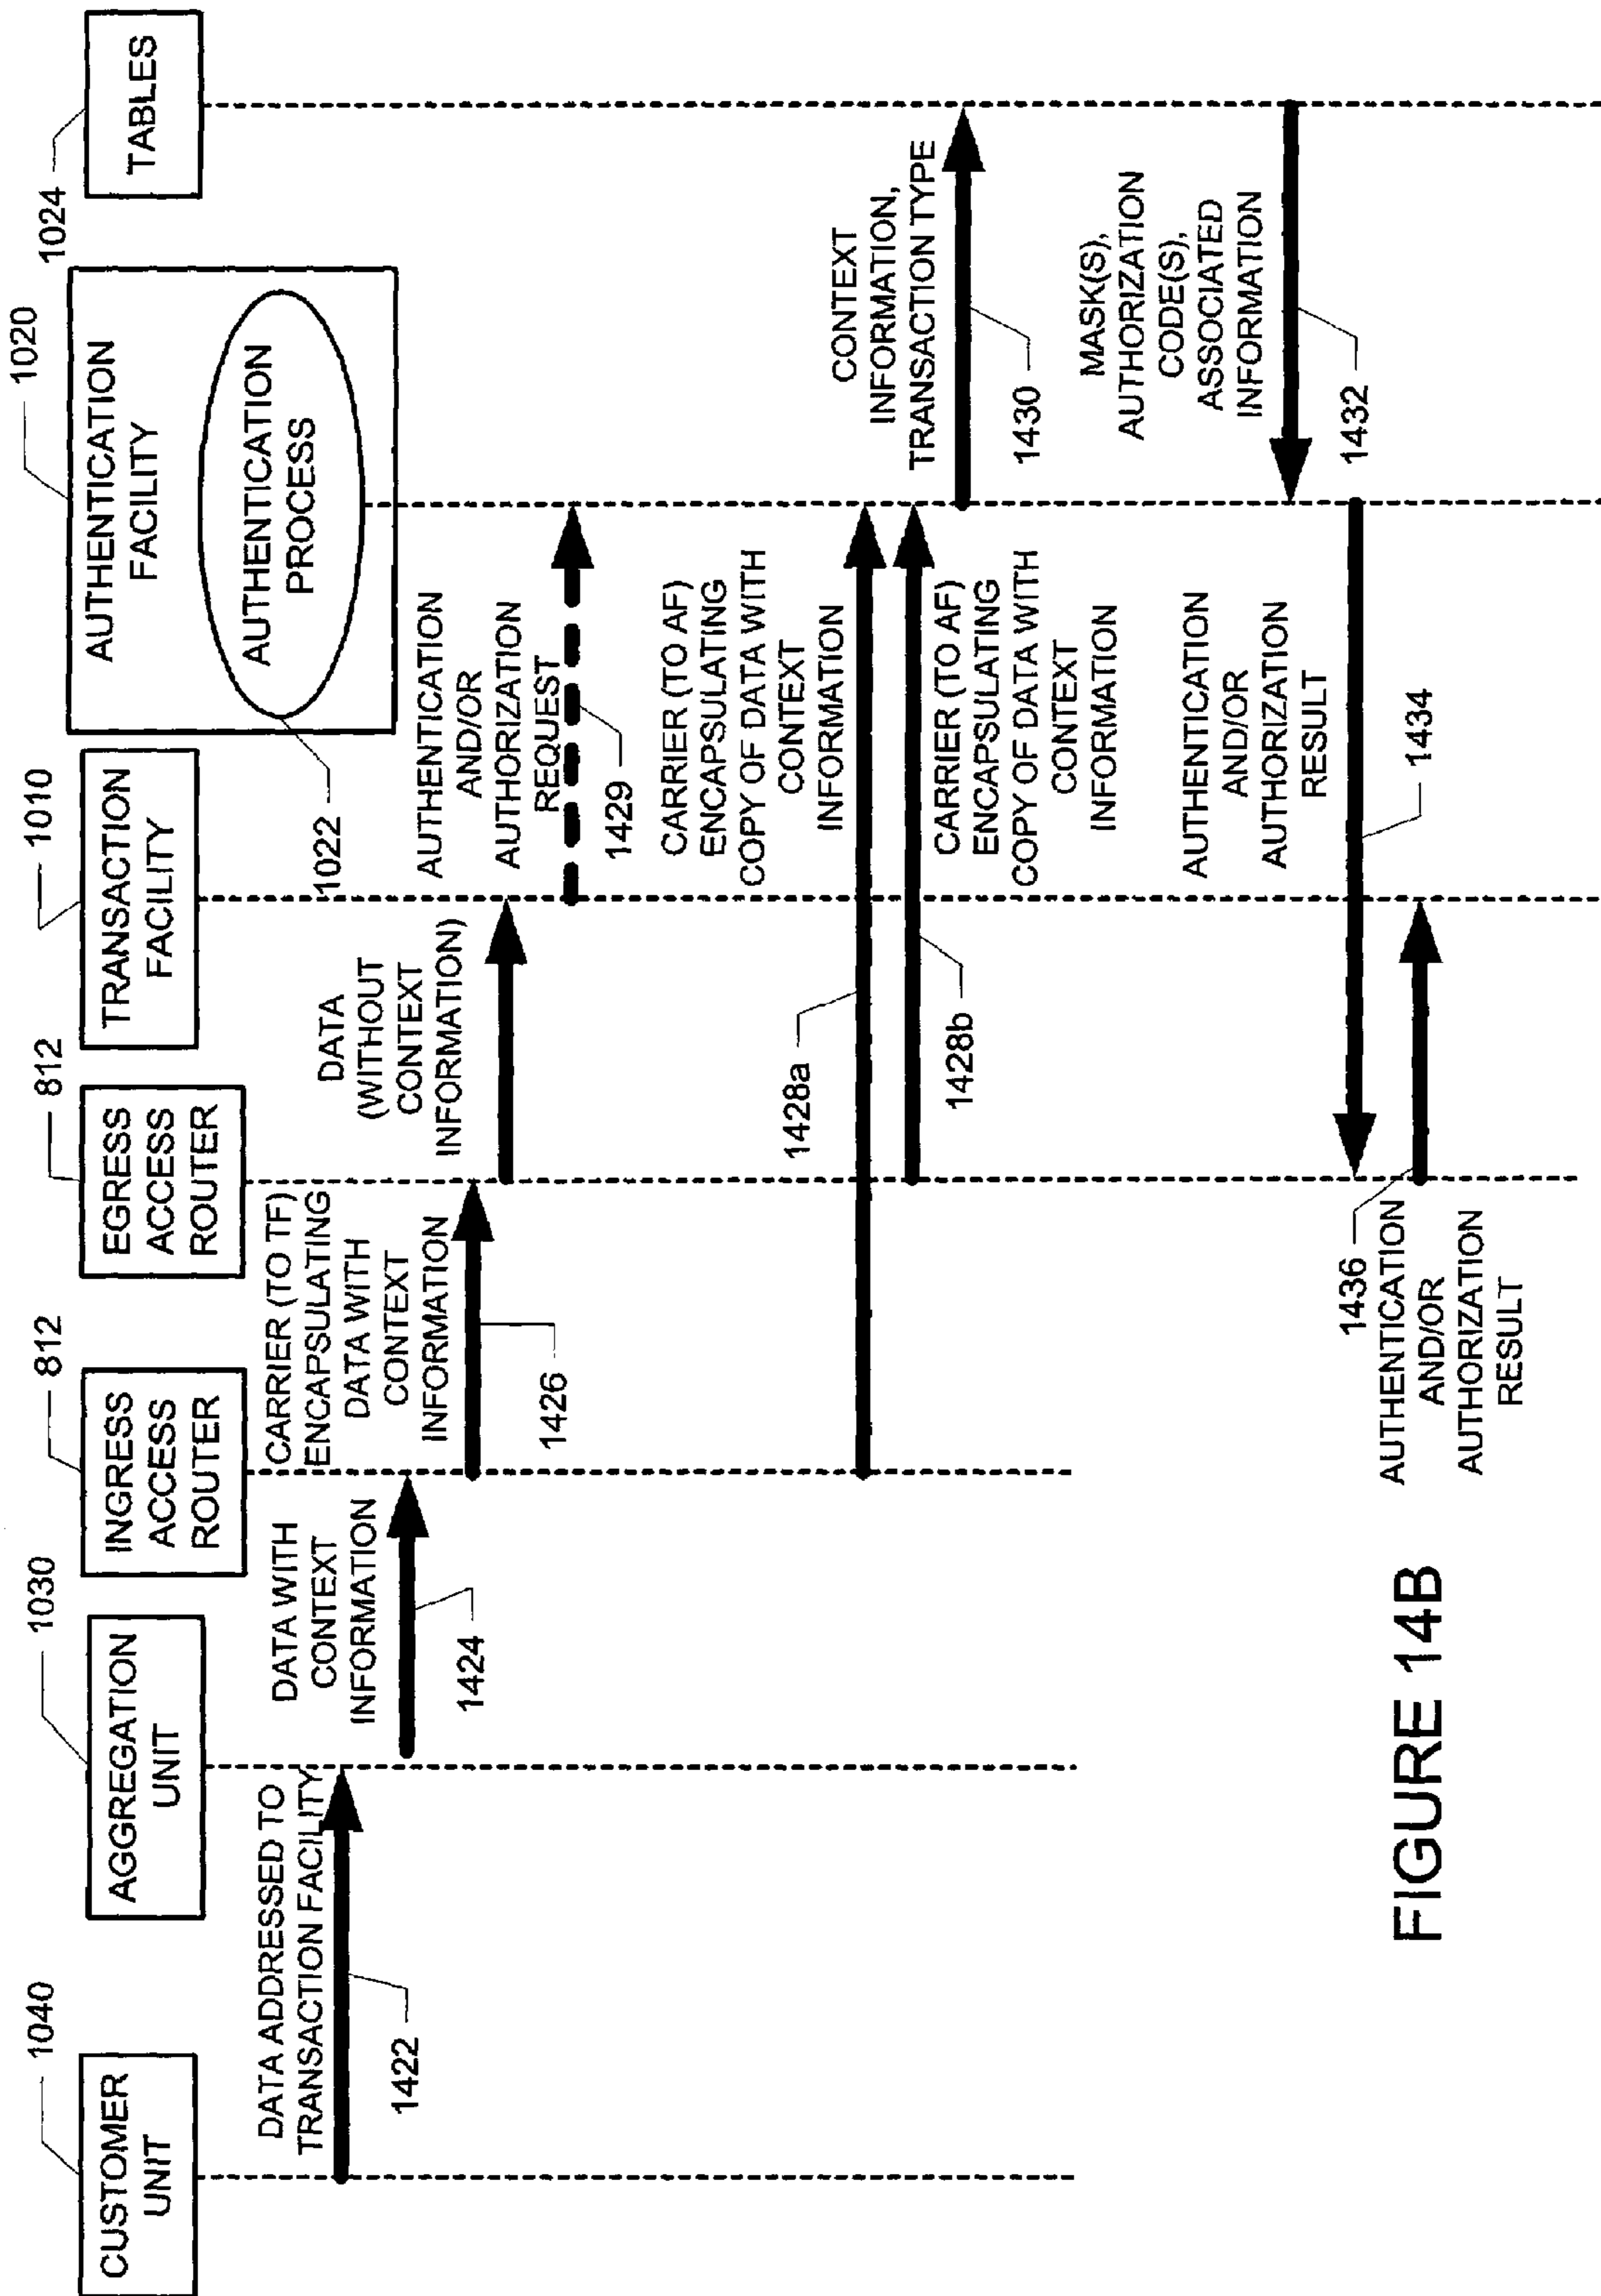 1040
CUSTOMER
UNIT
1030
AGGREGATION
UNIT
812
INGRESS
ACCESS
ROUTER
812
EGRESS
ACCESS
ROUTER
1010
TRANSACTION
FACILITY
1020
AUTHENTICATION
FACILITY
AUTHENTICATION
PROCESS
1022
1024
TABLES
DATA ADDRESSED TO
TRANSACTION FACILITY
1422
DATA WITH
CONTEXT
INFORMATION
1424
CARRIER (TO TF)
ENCAPSULATING
DATA WITH
CONTEXT
INFORMATION
1426
DATA
(WITHOUT
CONTEXT
INFORMATION)
AUTHENTICATION
AND/OR
AUTHORIZATION
REQUEST
1429
CARRIER (TO AF)
ENCAPSULATING
COPY OF DATA WITH
CONTEXT
INFORMATION
1428a
1428b
CARRIER (TO AF)
ENCAPSULATING
COPY OF DATA WITH
CONTEXT
INFORMATION
CONTEXT
INFORMATION,
TRANSACTION TYPE
1430
MASK(S),
AUTHORIZATION
CODE(S),
ASSOCIATED
INFORMATION
1432
AUTHENTICATION
AND/OR
AUTHORIZATION
RESULT
1434
1436
AUTHENTICATION
AND/OR
AUTHORIZATION
RESULT
FIGURE 14B